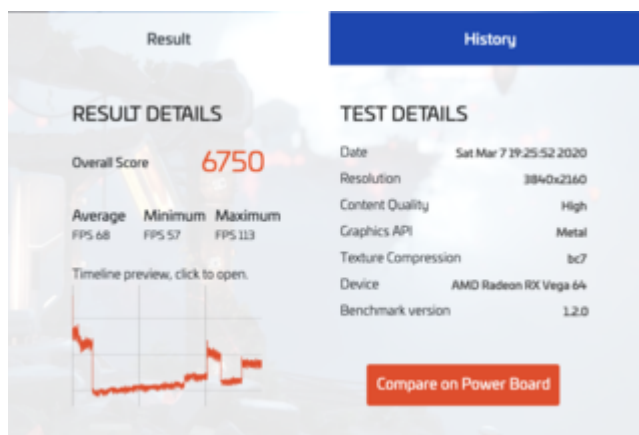 Result
History
RESULT DETAILS
Overall Score 6750
Average Minimum Maximum
FPS 68 FPS 57 FPS 113
Timeline preview, click to open.
TEST DETAILS
Date Sat Mar 7 19:25:52 2020
Resolution 3840x2160
Content Quality High
Graphics API Metal
Texture Compression bc7
Device AMD Radeon RX Vega 64
Benchmark version 1.2.0
Compare on Power Board